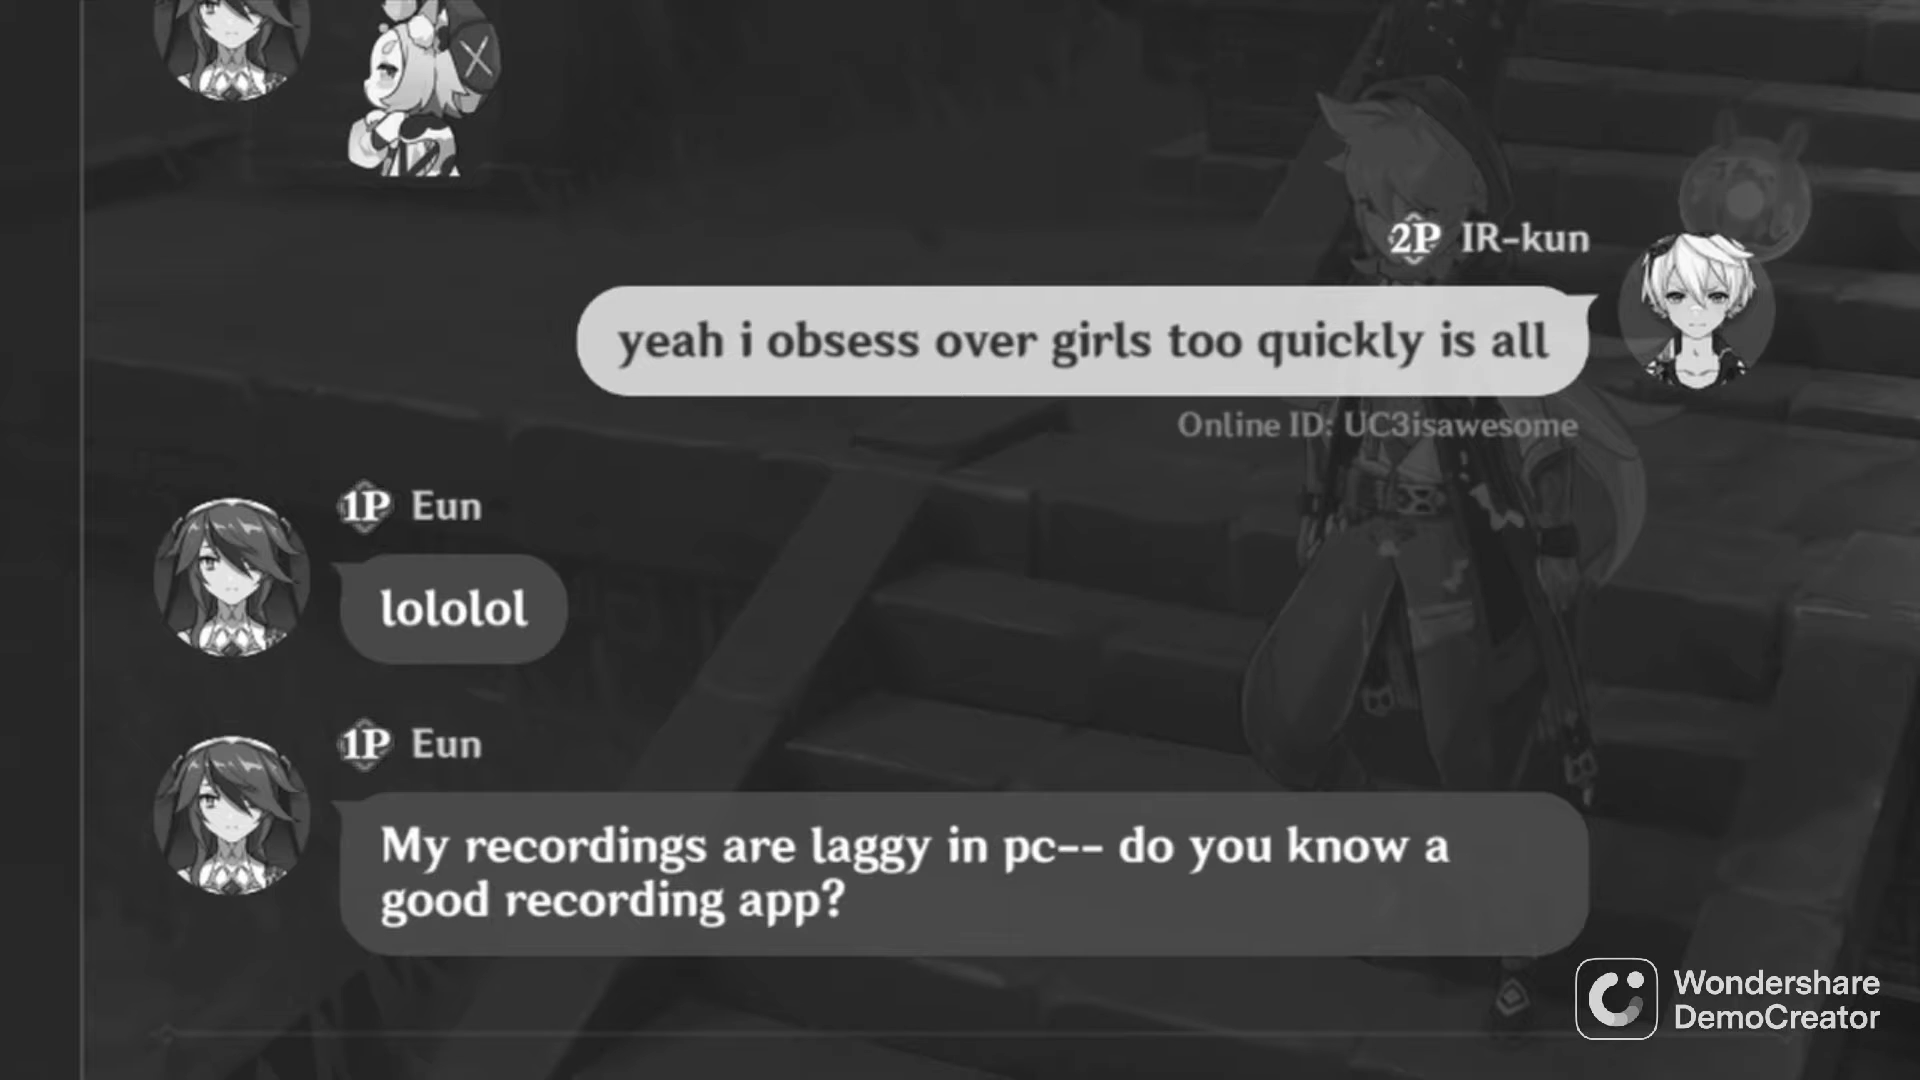 2P IR-kun
yeah i obsess over girls too quickly is all
Online ID: UC3isawesome
1P Eun
lololol
1P Eun
My recordings are laggy in pc-- do you know a
good recording app?
Wondershare
DemoCreator